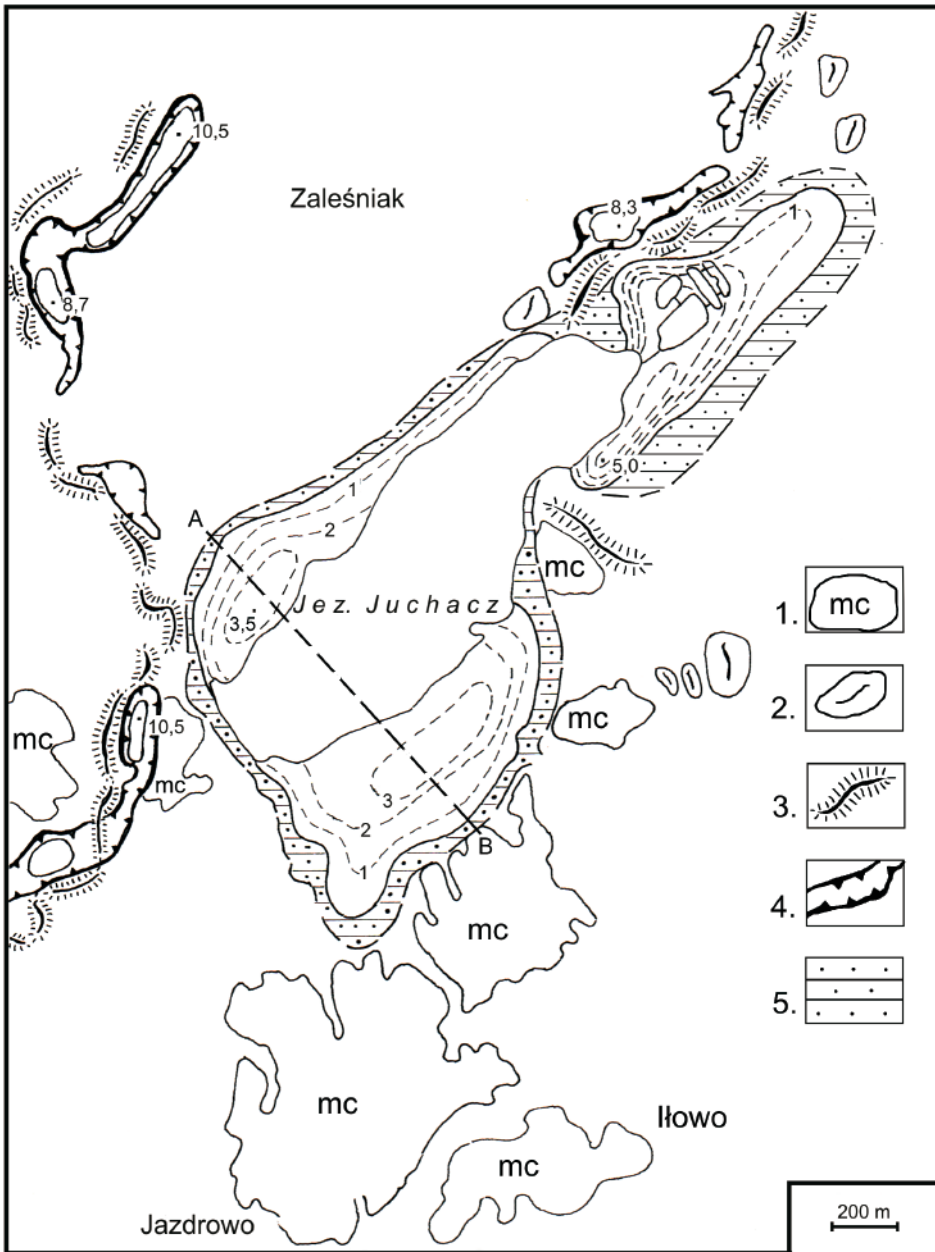 10,5
Zaleśniak
8,3
1
8,7
5,0
A
1
2
mc
Jez. Juchacz
3,5
1. mc
10,5
mc
mc
mc
2.
3
2
B
3.
1
mc
4.
5.
mc
Iłowo
mc
Jazdrowo
200 m